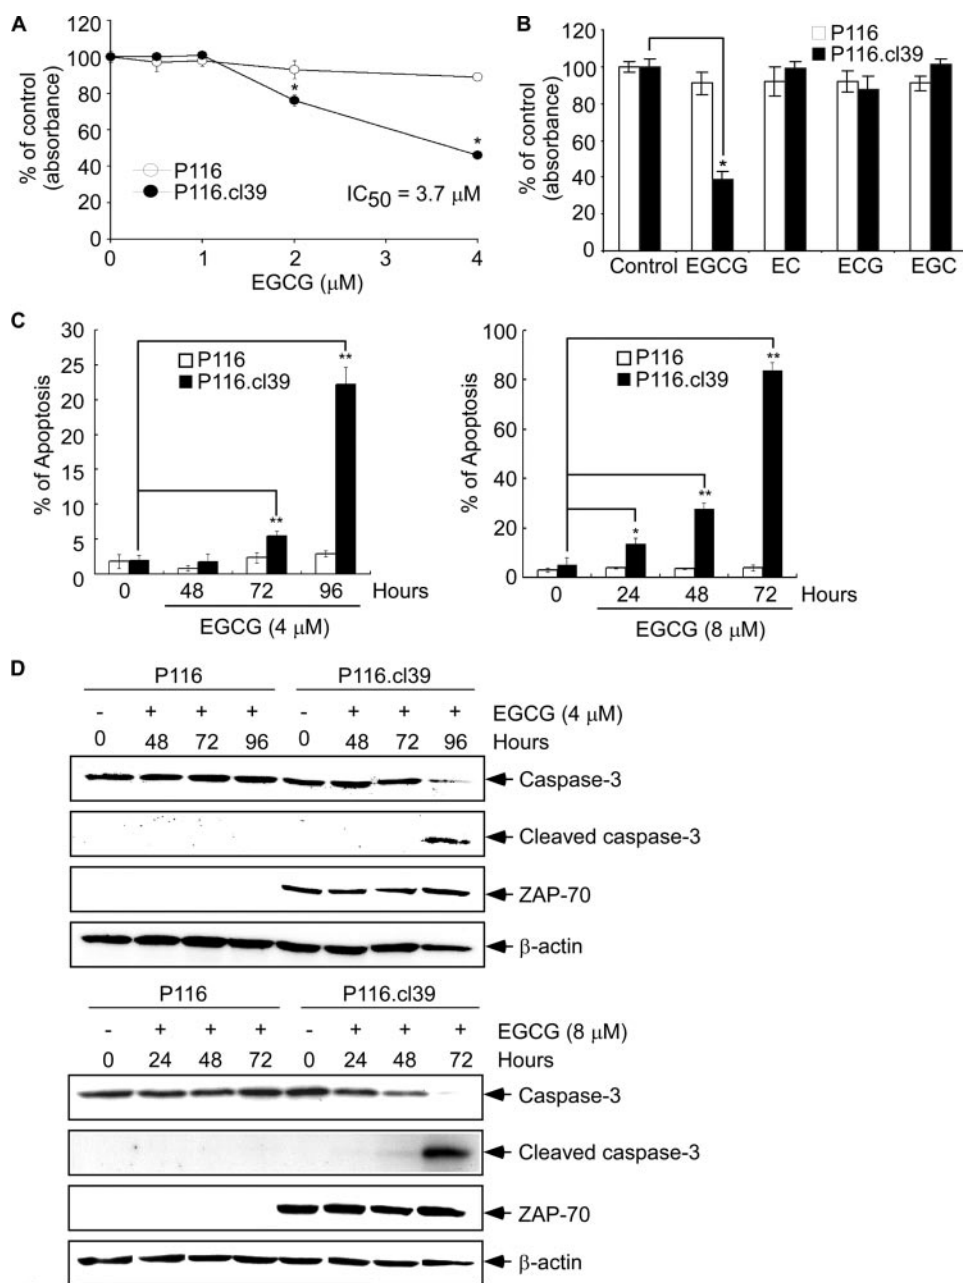 A
120
100
80
60
40
20
0
% of control
(absorbance)
*
*
P116
P116.cl39
IC50 = 3.7 μM
0 1 2 3 4
EGCG (μM)
B
120
100
80
60
40
20
0
% of control
(absorbance)
P116
P116.cl39
*
Control EGCG EC ECG EGC
C
30
25
20
15
10
5
0
% of Apoptosis
P116
P116.cl39
**
**
0 48 72 96 Hours
EGCG (4 μM)
100
80
60
40
20
0
% of Apoptosis
P116
P116.cl39
**
**
*
0 24 48 72 Hours
EGCG (8 μM)
D
P116 P116.cl39
- + + + - + + + EGCG (4 μM)
0 48 72 96 0 48 72 96 Hours
Caspase-3
Cleaved caspase-3
ZAP-70
β-actin
P116 P116.cl39
- + + + - + + + EGCG (8 μM)
0 24 48 72 0 24 48 72 Hours
Caspase-3
Cleaved caspase-3
ZAP-70
β-actin